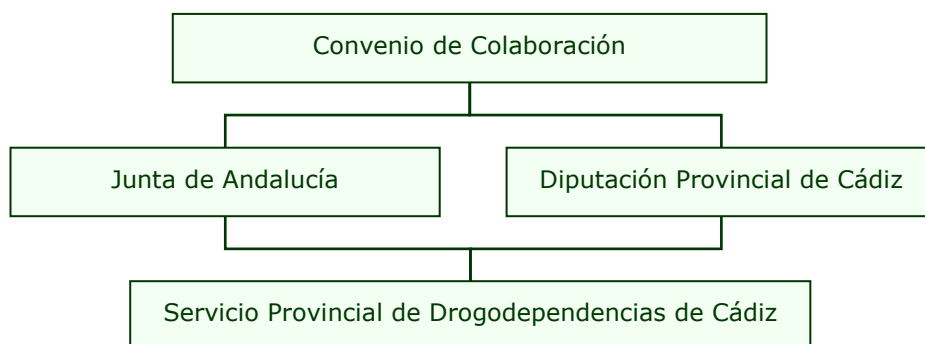 Convenio de Colaboración
Junta de Andalucía
Diputación Provincial de Cádiz
Servicio Provincial de Drogodependencias de Cádiz